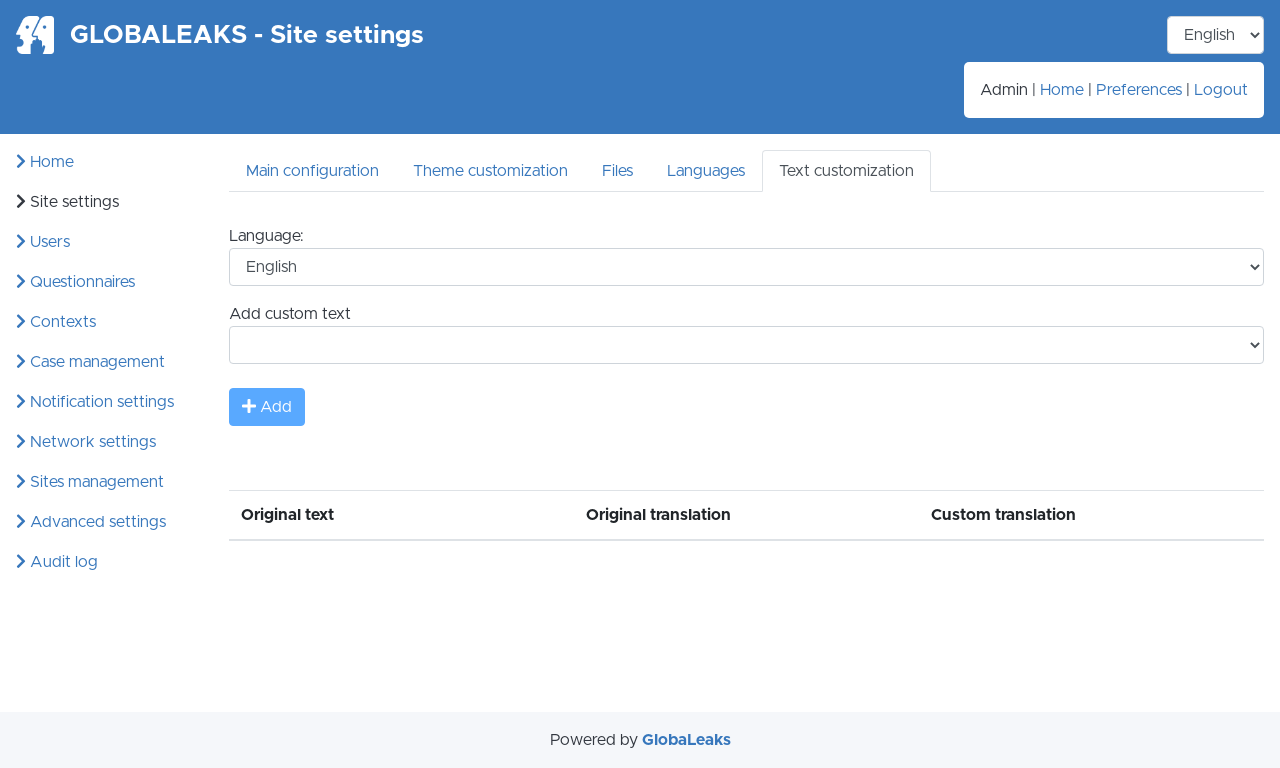 GLOBALEAKS - Site settings
English
Admin | Home | Preferences | Logout
Home
Site settings
Users
Questionnaires
Contexts
Case management
Notification settings
Network settings
Sites management
Advanced settings
Audit log
Main configuration Theme customization Files Languages Text customization
Language:
English
Add custom text
Add
Original text Original translation Custom translation
Powered by GlobaLeaks